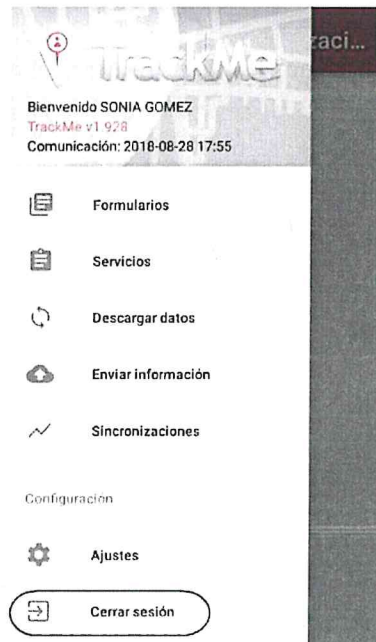 TrackMe
zaci...
Bienvenido SONIA GOMEZ
TrackMe v1.928
Comunicación: 2018-08-28 17:55
Formularios
Servicios
Descargar datos
Enviar información
Sincronizaciones
Configuración
Ajustes
Cerrar sesión